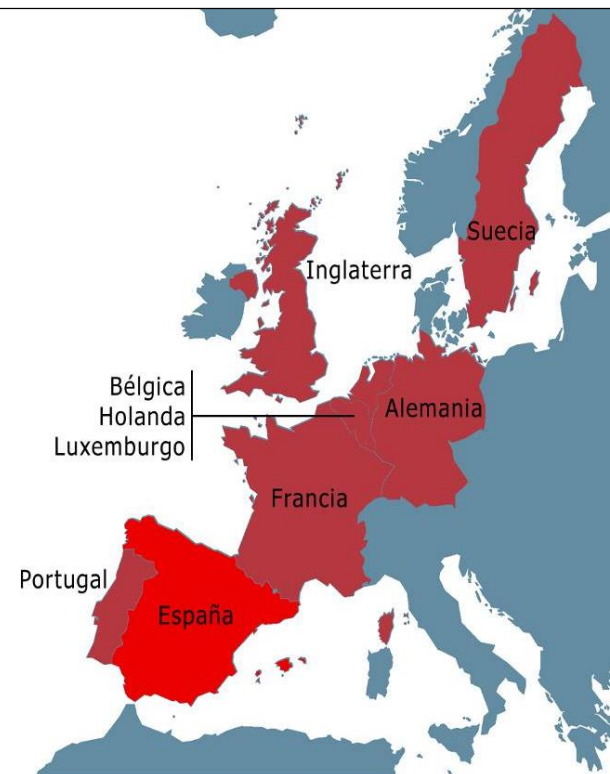 Suecia
Inglaterra
Bélgica
Holanda
Luxemburgo
Alemania
Francia
Portugal
España